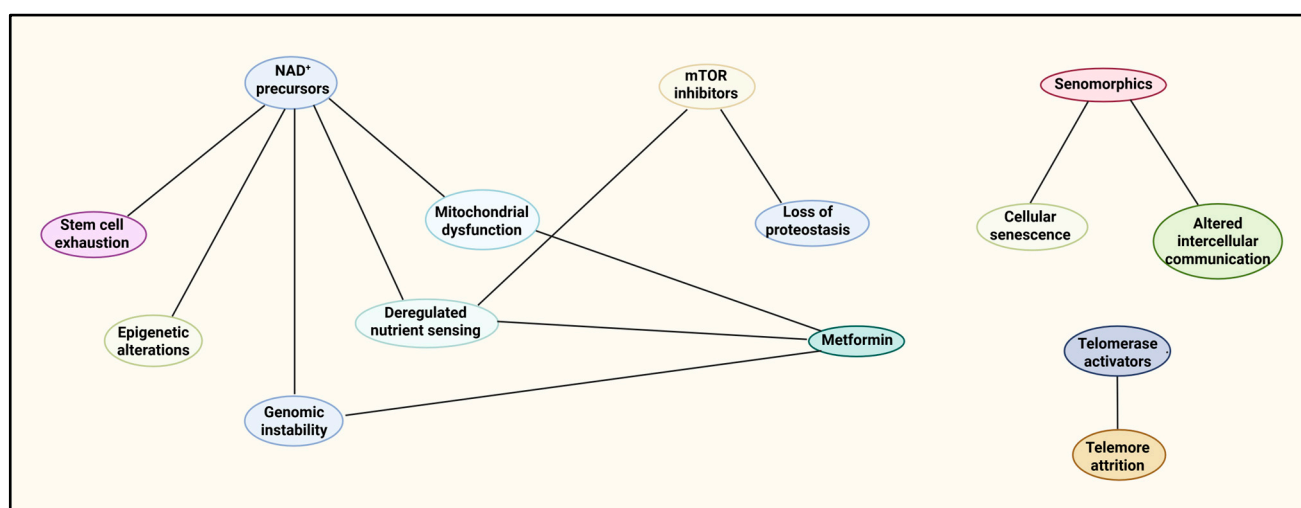 NAD⁺
precursors
mTOR
inhibitors
Senomorphics
Stem cell
exhaustion
Mitochondrial
dysfunction
Loss of
proteostasis
Cellular
senescence
Altered
intercellular
communication
Epigenetic
alterations
Deregulated
nutrient sensing
Metformin
Telomerase
activators
Genomic
instability
Telemore
attrition